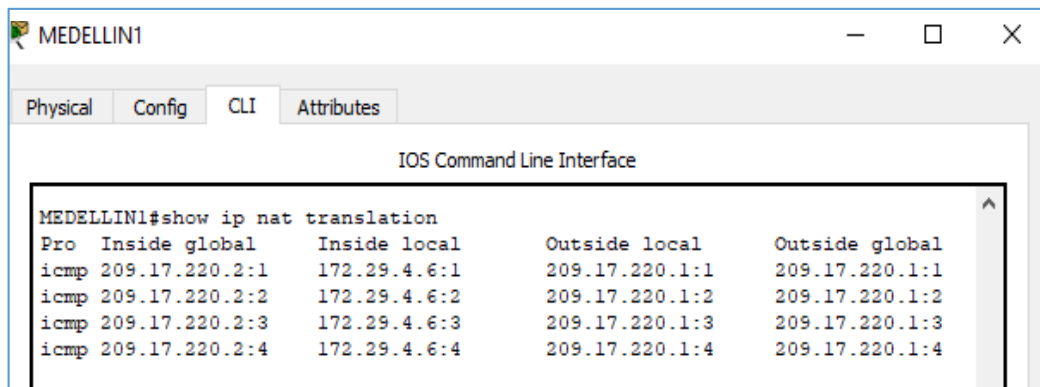 MEDELLIN1
Physical Config CLI Attributes
IOS Command Line Interface
MEDELLIN1#show ip nat translation
Pro Inside global Inside local Outside local Outside global
icmp 209.17.220.2:1 172.29.4.6:1 209.17.220.1:1 209.17.220.1:1
icmp 209.17.220.2:2 172.29.4.6:2 209.17.220.1:2 209.17.220.1:2
icmp 209.17.220.2:3 172.29.4.6:3 209.17.220.1:3 209.17.220.1:3
icmp 209.17.220.2:4 172.29.4.6:4 209.17.220.1:4 209.17.220.1:4